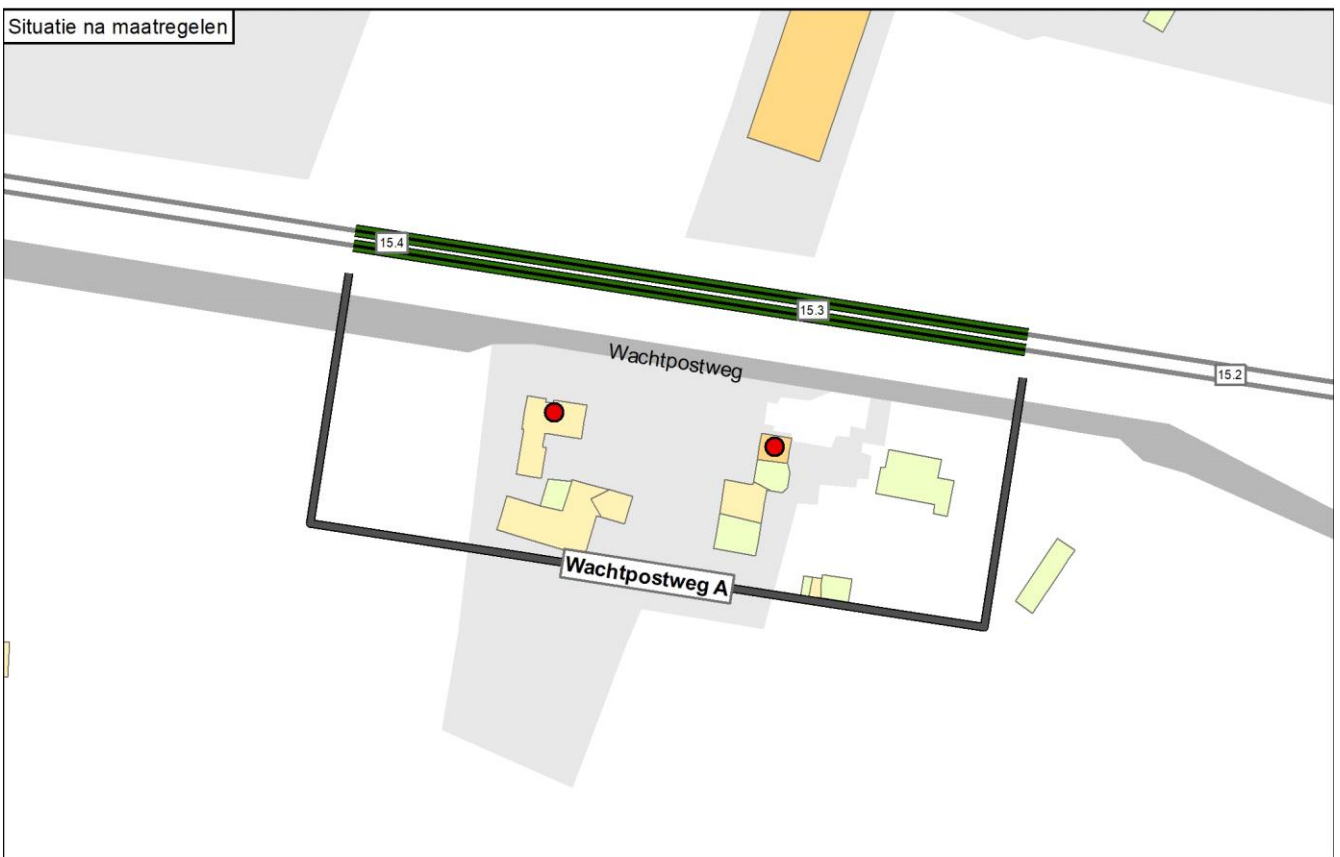 Situatie na maatregelen
15.4
15.3
Wachtpostweg
15.2
Wachtpostweg A